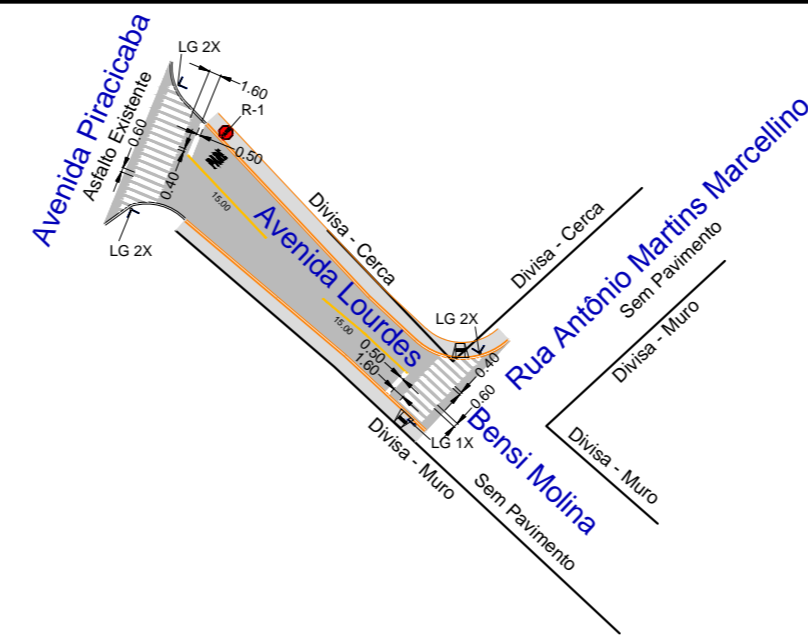 Avenida Piracicaba
Asfalto Existente
LG 2X
1.60
R-1
0.60
0.40
0.50
PARE
15.00
LG 2X
Avenida Lourdes
Divisa - Cerca
Divisa - Cerca
15.00
LG 2X
0.50
1.60
0.40
0.60
LG 1X
Rua Antônio Martins Marcellino
Sem Pavimento
Divisa - Muro
Divisa - Muro
Bensi Molina
Divisa - Muro
Sem Pavimento